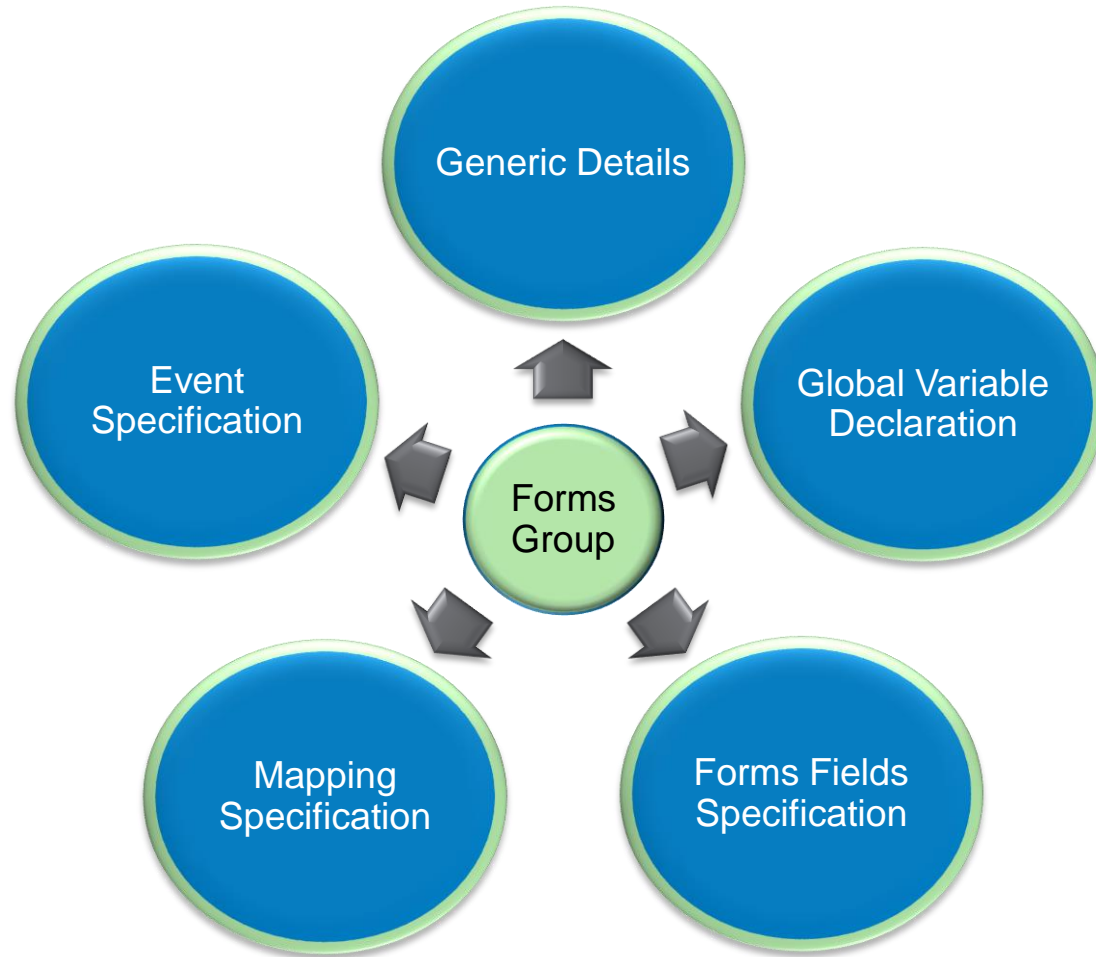 Generic Details
Event
Specification
Global Variable
Declaration
Forms
Group
Mapping
Specification
Forms Fields
Specification